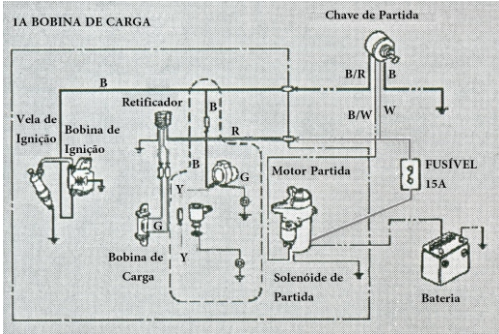 1A BOBINA DE CARGA
Chave de Partida
B/R
B
B
Retificador
B
B/W
W
Vela de
Ignição
Bobina de
Ignição
R
B
G
Motor Partida
FUSÍVEL
15A
Y
G
Bobina de
Carga
Y
Solenóide de
Partida
Bateria